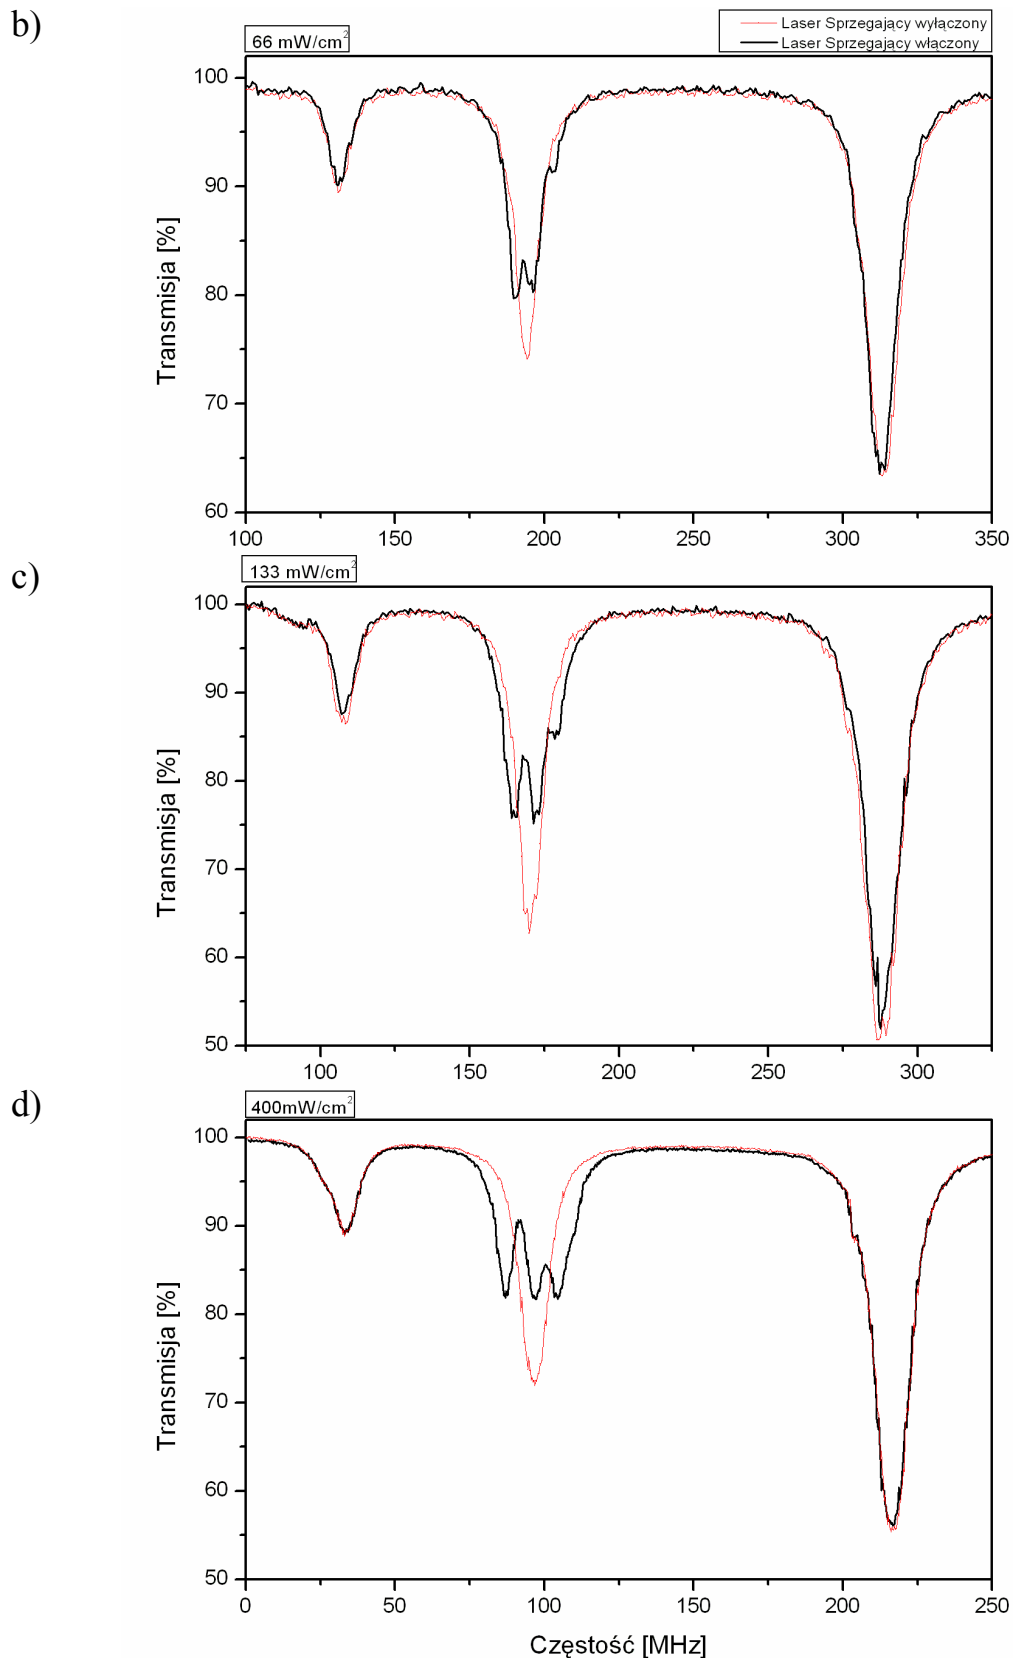 b)
66 mW/cm²
Laser Sprzegający wyłączony
Laser Sprzegający włączony
100
90
80
70
60
Transmisja [%]
100 150 200 250 300 350
c)
133 mW/cm²
100
90
80
70
60
50
Transmisja [%]
100 150 200 250 300
d)
400mW/cm²
100
90
80
70
60
50
Transmisja [%]
0 50 100 150 200 250
Częstość [MHz]